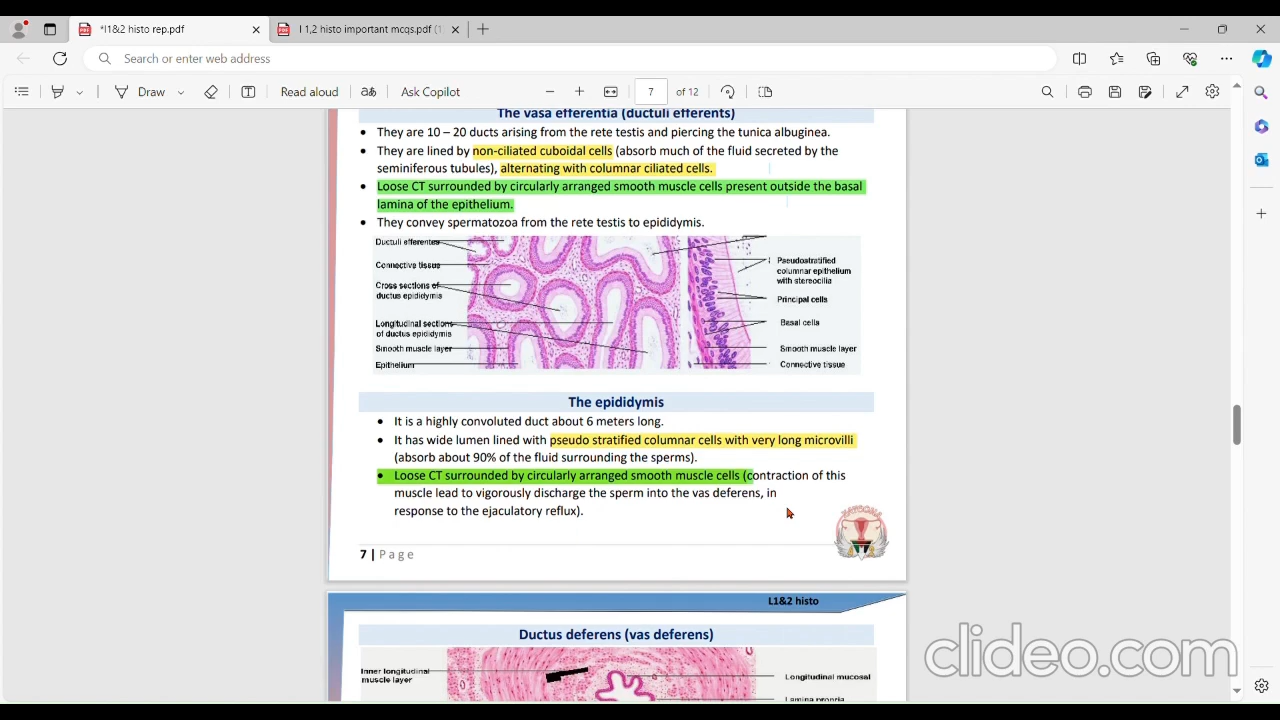 *I1&2 histo rep.pdf
I 1,2 histo important mcqs.pdf (1
Search or enter web address
Draw
Read aloud
Ask Copilot
7
of 12
The vasa efferentia (ductuli efferents)
• They are 10 – 20 ducts arising from the rete testis and piercing the tunica albuginea.
• They are lined by non-ciliated cuboidal cells (absorb much of the fluid secreted by the
seminiferous tubules), alternating with columnar ciliated cells.
• Loose CT surrounded by circularly arranged smooth muscle cells present outside the basal
lamina of the epithelium.
• They convey spermatozoa from the rete testis to epididymis.
Ductuli efferentes
Connective tissue
Cross sections of
ductus epididymis
Longitudinal sections
of ductus epididymis
Smooth muscle layer
Epithelium
Pseudostratified
columnar epithelium
with stereocilia
Principal cells
Basal cells
Smooth muscle layer
Connective tissue
The epididymis
• It is a highly convoluted duct about 6 meters long.
• It has wide lumen lined with pseudo stratified columnar cells with very long microvilli
(absorb about 90% of the fluid surrounding the sperms).
• Loose CT surrounded by circularly arranged smooth muscle cells (contraction of this
muscle lead to vigorously discharge the sperm into the vas deferens, in
response to the ejaculatory reflux).
7 | Page
L1&2 histo
Ductus deferens (vas deferens)
Inner longitudinal
muscle layer
Longitudinal mucosal
Lamina propria
clideo.com